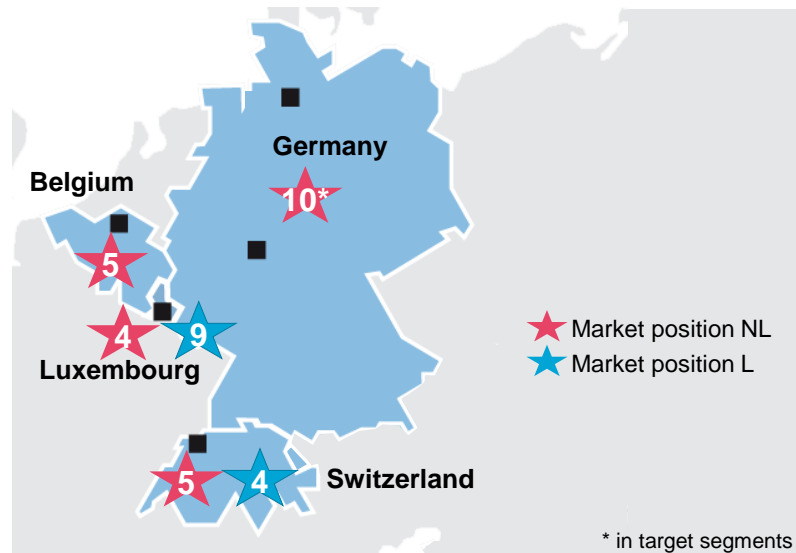 Germany
10*
Belgium
5
4
9
Luxembourg
Market position NL
Market position L
5
4
Switzerland
* in target segments